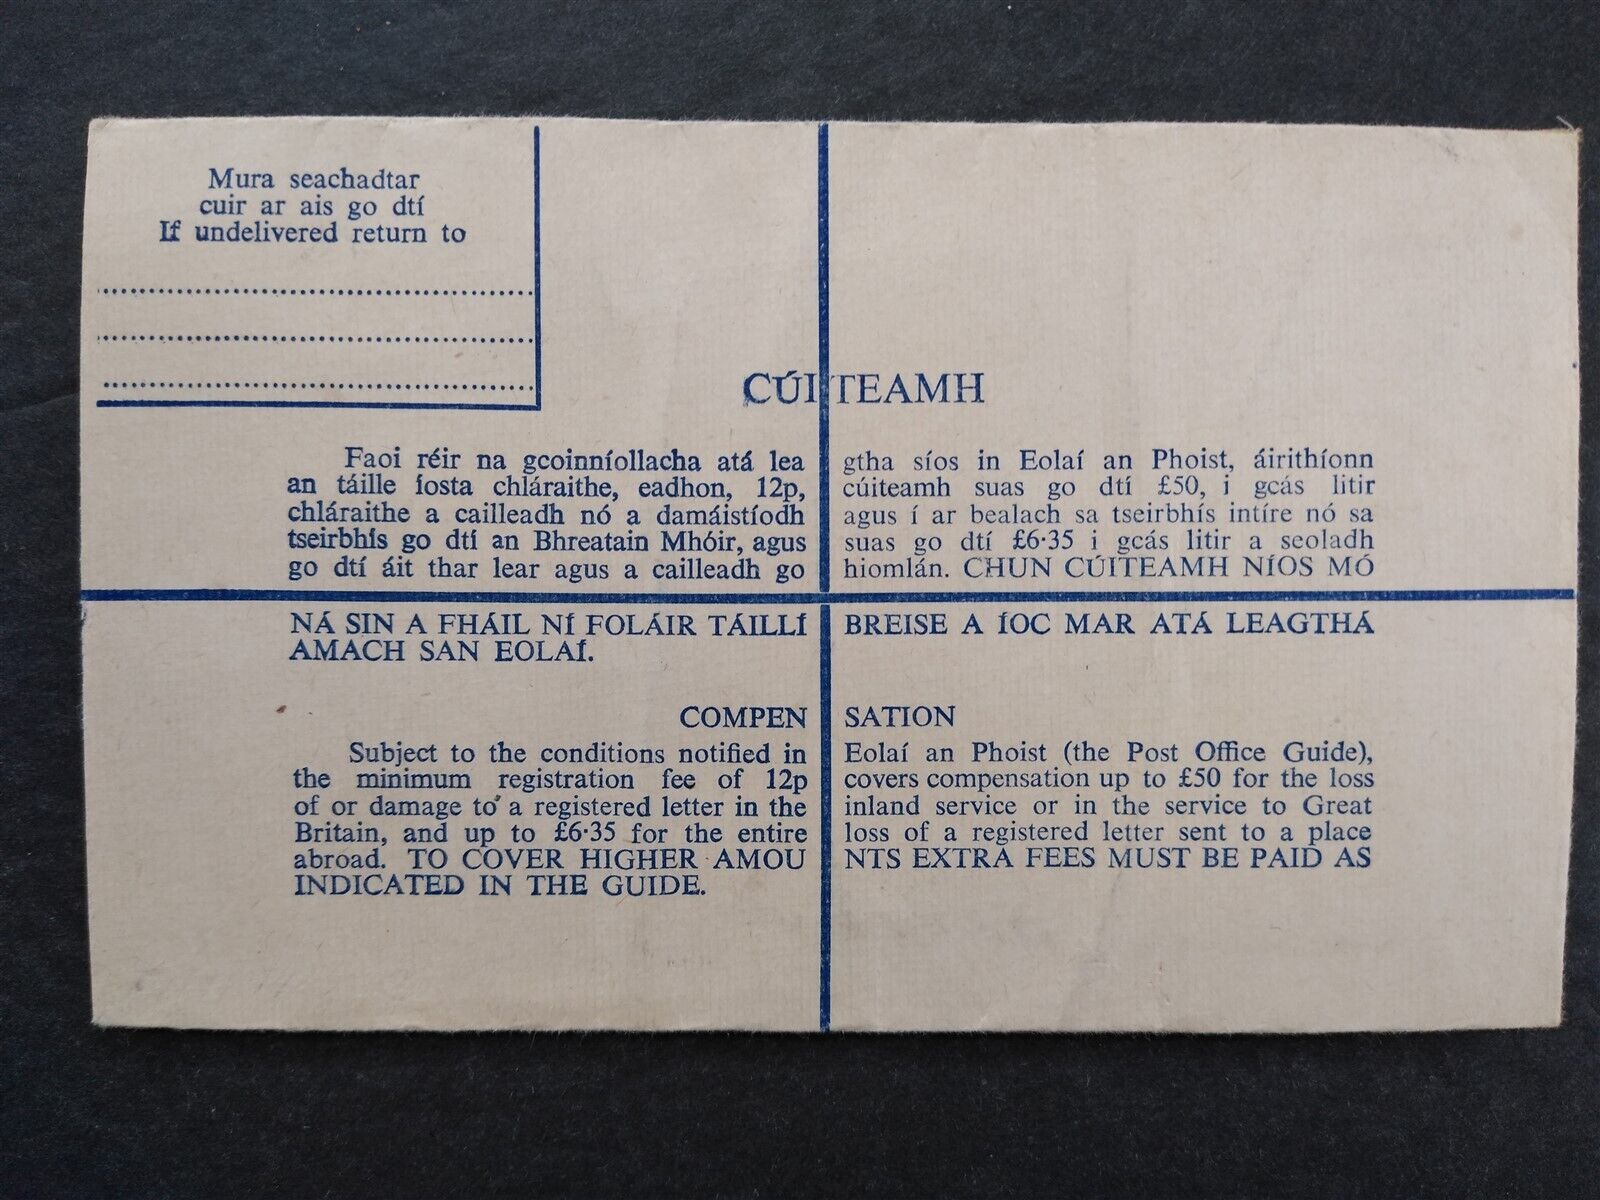 Mura seachadtar
cuir ar ais go dtí
If undelivered return to
CÚITEAMH
Faoi réir na gcoinníollacha atá leagtha síos in Eolaí an Phoist, áirithíonn
an táille íosta chláraithe, eadhon, 12p, cúiteamh suas go dtí £50, i gcás litir
chláraithe a cailleadh nó a damáistíodh agus í ar bealach sa tseirbhís intíre nó sa
tseirbhís go dtí an Bhreatain Mhóir, agus suas go dtí £6·35 i gcás litir a seoladh
go dtí áit thar lear agus a cailleadh go hiomlán. CHUN CÚITEAMH NÍOS MÓ
NÁ SIN A FHÁIL NÍ FOLÁIR TÁILLÍ BREISE A ÍOC MAR ATÁ LEAGTHÁ
AMACH SAN EOLAÍ.
COMPENSATION
Subject to the conditions notified in Eolaí an Phoist (the Post Office Guide),
the minimum registration fee of 12p covers compensation up to £50 for the loss
of or damage to a registered letter in the inland service or in the service to Great
Britain, and up to £6·35 for the entire loss of a registered letter sent to a place
abroad. TO COVER HIGHER AMOUNTS EXTRA FEES MUST BE PAID AS
INDICATED IN THE GUIDE.